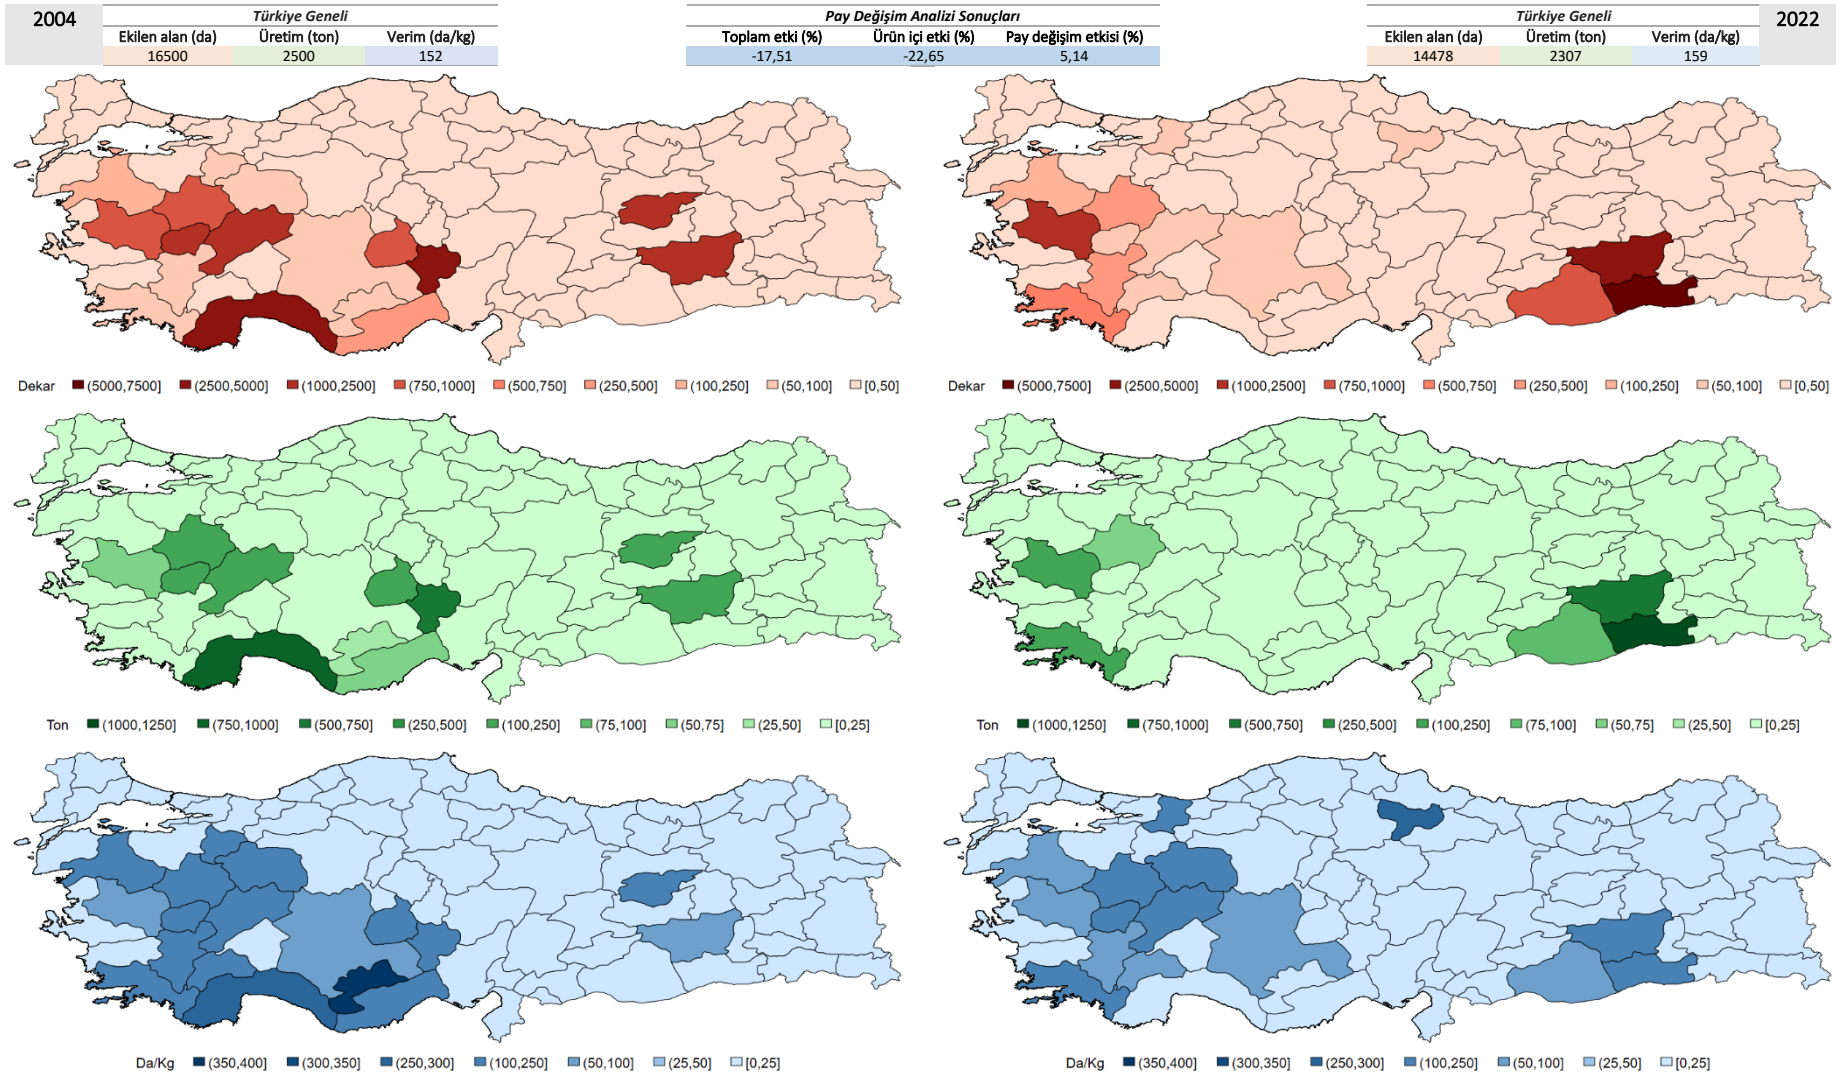 2004
Türkiye Geneli
Ekilen alan (da) Üretim (ton) Verim (da/kg)
16500 2500 152
Pay Değişim Analizi Sonuçları
Toplam etki (%) Ürün içi etki (%) Pay değişim etkisi (%)
-17,51 -22,65 5,14
Türkiye Geneli
Ekilen alan (da) Üretim (ton) Verim (da/kg)
14478 2307 159
2022
Dekar (5000,7500] (2500,5000] (1000,2500] (750,1000] (500,750] (250,500] (100,250] (50,100] [0,50]
Dekar (5000,7500] (2500,5000] (1000,2500] (750,1000] (500,750] (250,500] (100,250] (50,100] [0,50]
Ton (1000,1250] (750,1000] (500,750] (250,500] (100,250] (75,100] (50,75] (25,50] [0,25]
Ton (1000,1250] (750,1000] (500,750] (250,500] (100,250] (75,100] (50,75] (25,50] [0,25]
Da/Kg (350,400] (300,350] (250,300] (100,250] (50,100] (25,50] [0,25]
Da/Kg (350,400] (300,350] (250,300] (100,250] (50,100] (25,50] [0,25]